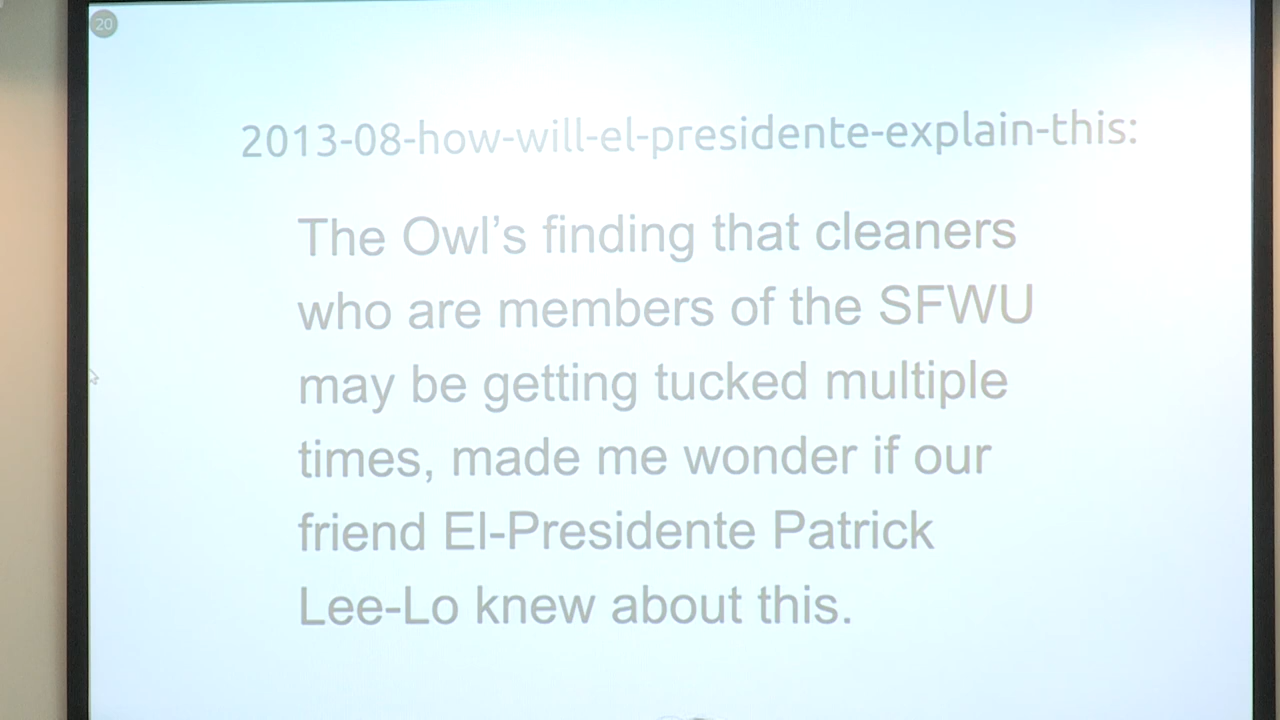 20
2013-08-how-will-el-presidente-explain-this:
The Owl’s finding that cleaners
who are members of the SFWU
may be getting tucked multiple
times, made me wonder if our
friend El-Presidente Patrick
Lee-Lo knew about this.